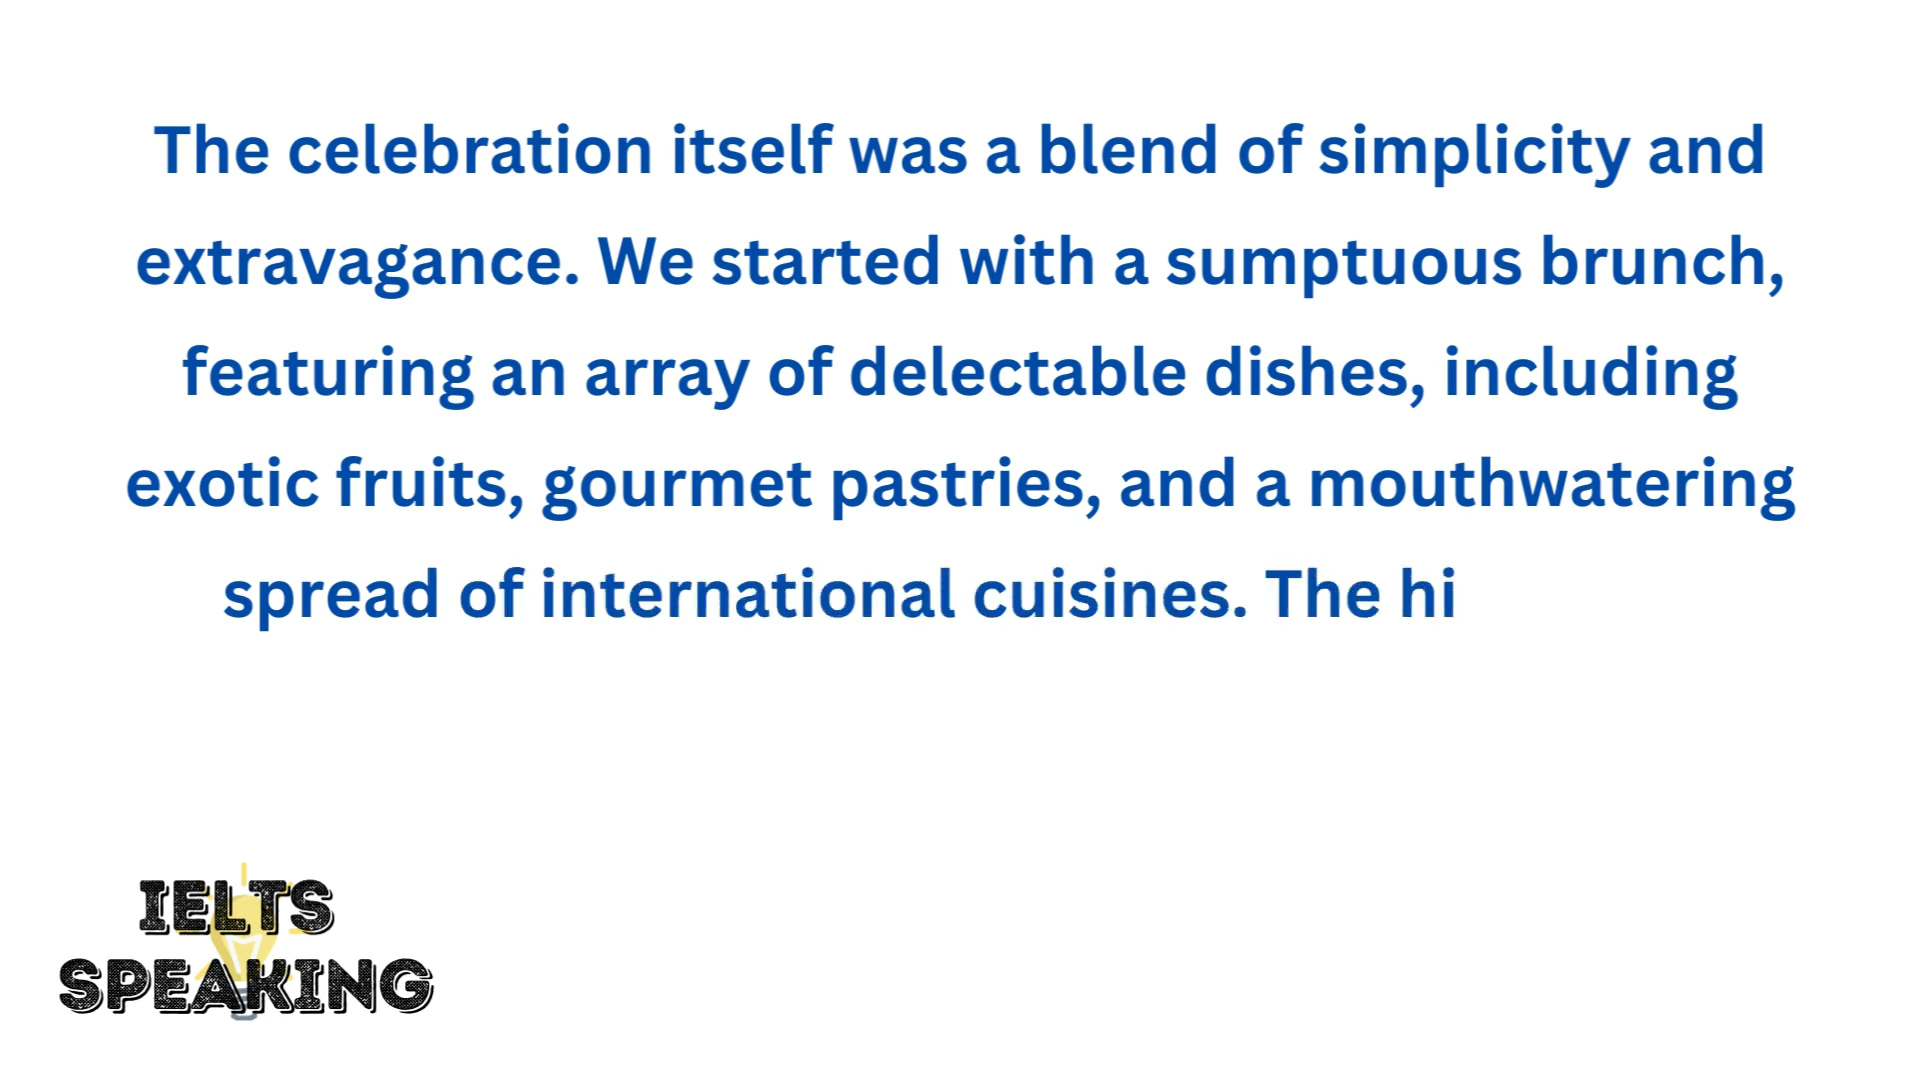 The celebration itself was a blend of simplicity and
extravagance. We started with a sumptuous brunch,
featuring an array of delectable dishes, including
exotic fruits, gourmet pastries, and a mouthwatering
spread of international cuisines. The hi
IELTS
SPEAKING